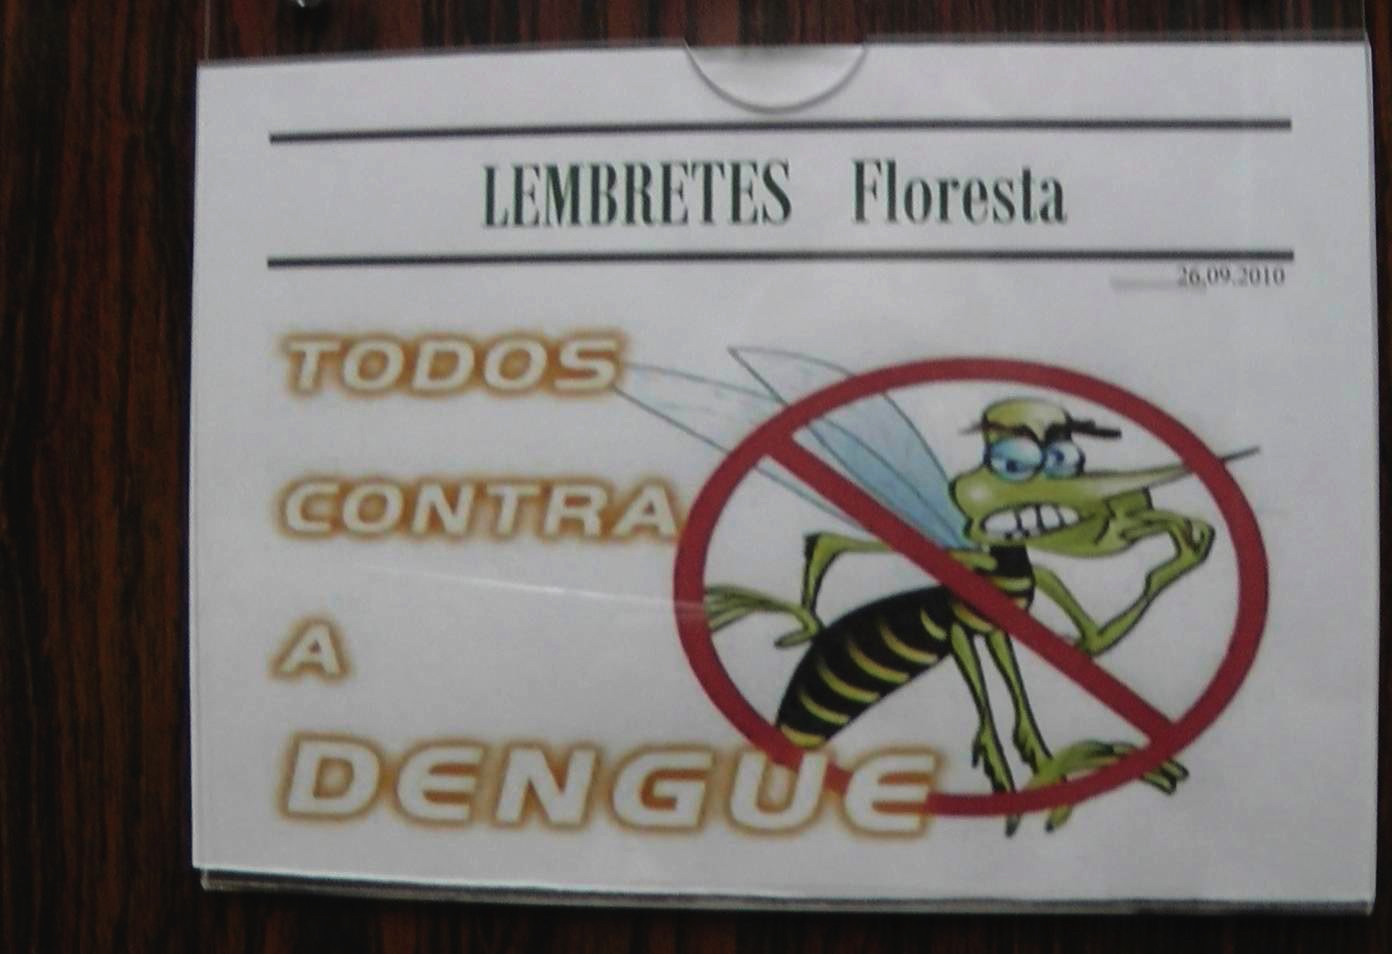 LEMBRETES Floresta
26.09.2010
TODOS
CONTRA
A
DENGUE